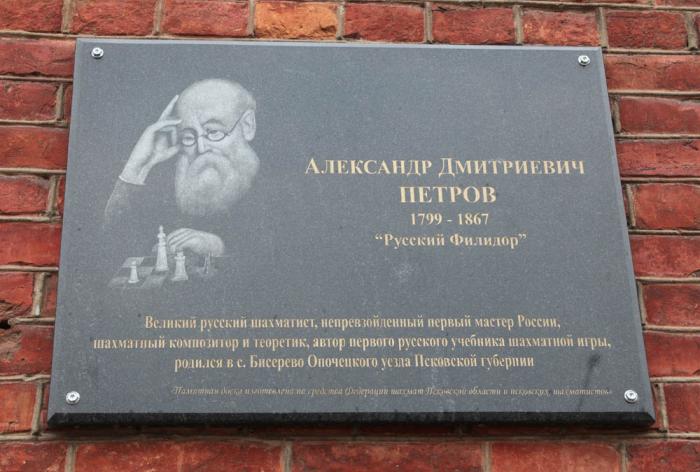 Александр Дмитриевич
ПЕТРОВ
1799 - 1867
“Русский Филидор”
Великий русский шахматист, непревзойденный первый мастер России,
шахматный композитор и теоретик, автор первого русского учебника шахматной игры,
родился в с. Бисерево Опочецкого уезда Псковской губернии
Памятная доска изготовлена на средства Федерации шахмат Псковской области и псковских шахматистов